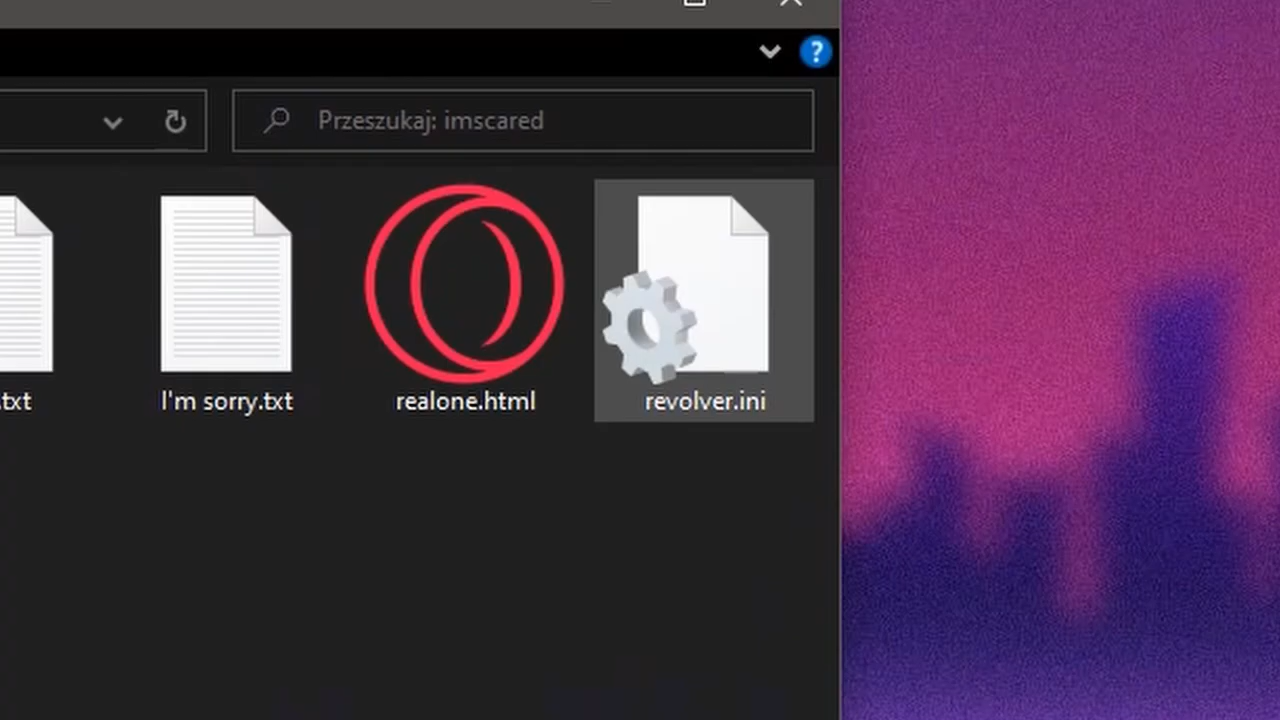 ?
Przeszukaj: imscared
.txt
I'm sorry.txt
realone.html
revolver.ini